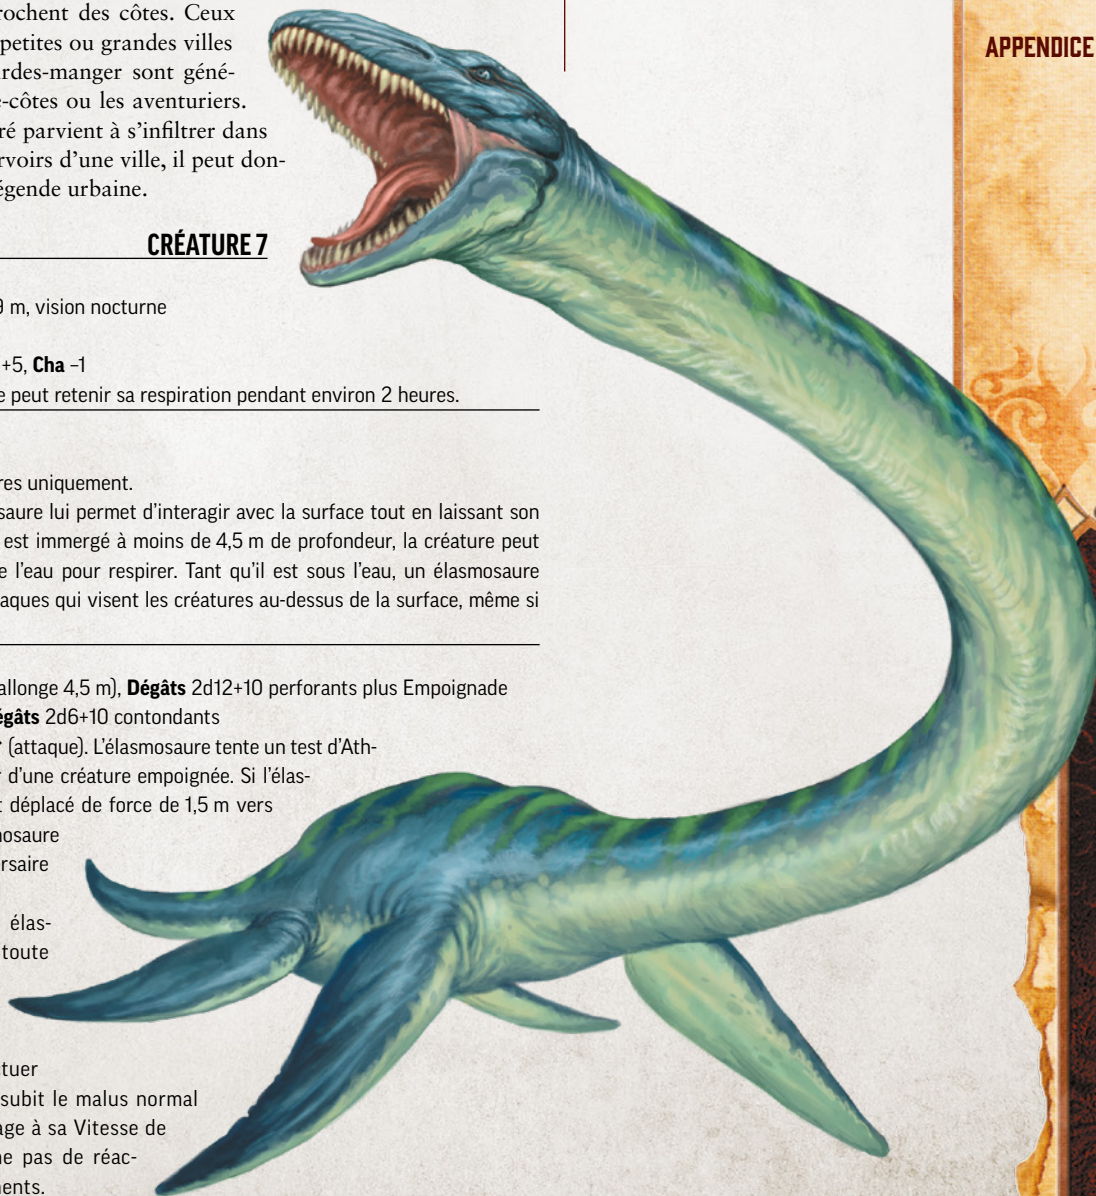 rochent des côtes. Ceux
petites ou grandes villes
rdes-manger sont géné-
e-côtes ou les aventuriers.
ré parvient à s'infiltrer dans
rvoirs d'une ville, il peut don-
égende urbaine.
CRÉATURE 7
9 m, vision nocturne
+5, Cha –1
e peut retenir sa respiration pendant environ 2 heures.
res uniquement.
saure lui permet d'interagir avec la surface tout en laissant son
est immergé à moins de 4,5 m de profondeur, la créature peut
e l'eau pour respirer. Tant qu'il est sous l'eau, un élasmosaure
aques qui visent les créatures au-dessus de la surface, même si
allonge 4,5 m), Dégâts 2d12+10 perforants plus Empoignade
égâts 2d6+10 contondants
(attaque). L'élasmosaure tente un test d'Ath-
d'une créature empoignée. Si l'élas-
t déplacé de force de 1,5 m vers
nosaure
rsaire
élas-
toute
ctuer
subit le malus normal
age à sa Vitesse de
ne pas de réac-
ments.
APPENDICE